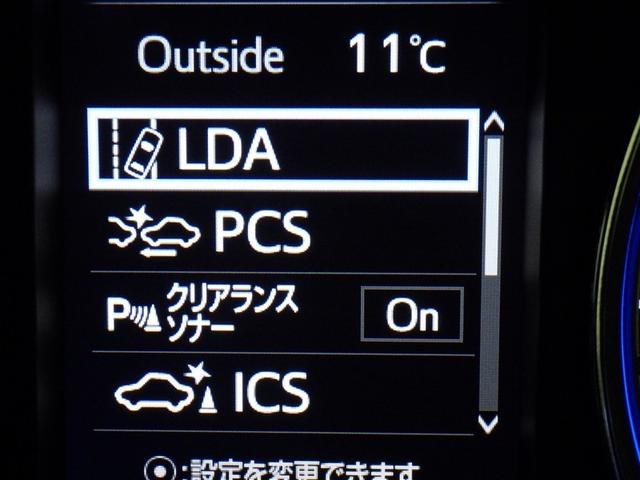 Outside 11℃
LDA
PCS
P クリアランス
ソナー On
ICS
⦿:設定を変更できます